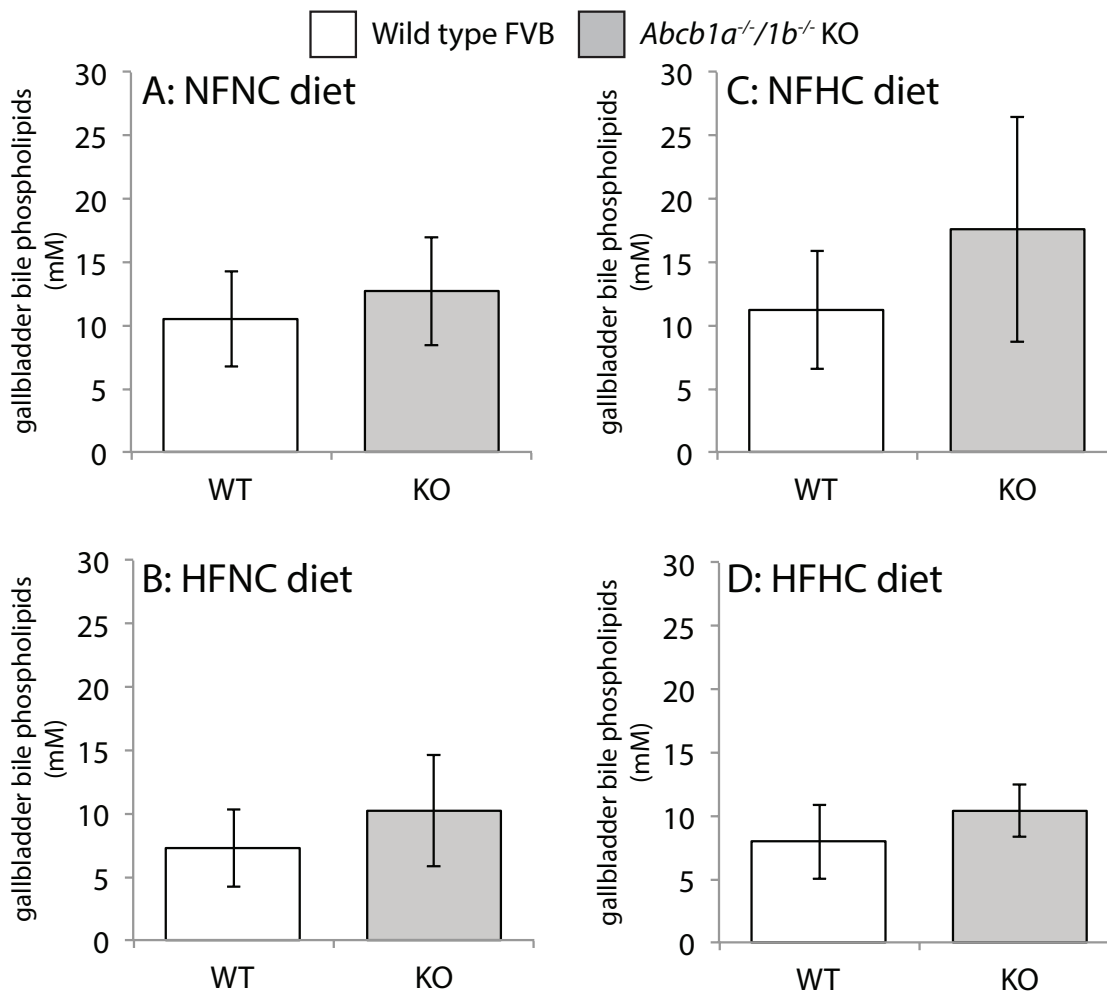 Wild type FVB
Abcb1a-/-/1b-/- KO
A: NFNC diet
gallbladder bile phospholipids
(mM)
30
25
20
15
10
5
0
WT
KO
C: NFHC diet
gallbladder bile phospholipids
(mM)
30
25
20
15
10
5
0
WT
KO
B: HFNC diet
gallbladder bile phospholipids
(mM)
30
25
20
15
10
5
0
WT
KO
D: HFHC diet
gallbladder bile phospholipids
(mM)
30
25
20
15
10
5
0
WT
KO